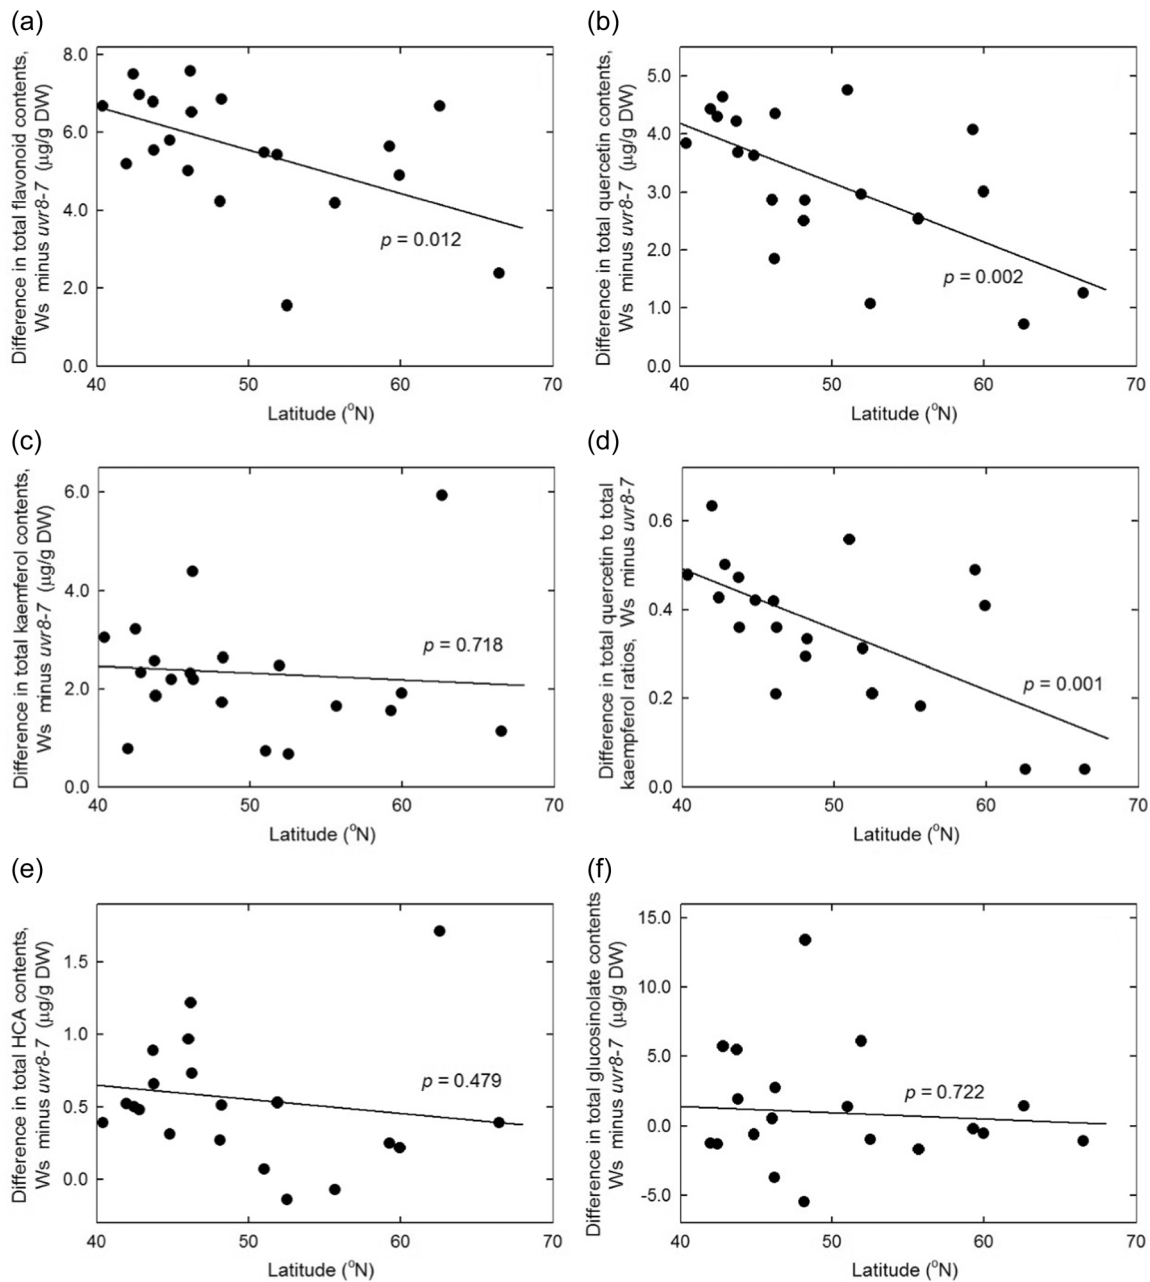 (a)
Difference in total flavonoid contents,
Ws minus uvr8-7 (µg/g DW)
8.0
6.0
4.0
2.0
0.0
p = 0.012
40 50 60 70
Latitude (°N)
(b)
Difference in total quercetin contents,
Ws minus uvr8-7 (µg/g DW)
5.0
4.0
3.0
2.0
1.0
0.0
p = 0.002
40 50 60 70
Latitude (°N)
(c)
Difference in total kaemferol contents,
Ws minus uvr8-7 (µg/g DW)
6.0
4.0
2.0
0.0
p = 0.718
40 50 60 70
Latitude (°N)
(d)
Difference in total quercetin to total
kaempferol ratios, Ws minus uvr8-7
0.6
0.4
0.2
0.0
p = 0.001
40 50 60 70
Latitude (°N)
(e)
Difference in total HCA contents,
Ws minus uvr8-7 (µg/g DW)
1.5
1.0
0.5
0.0
p = 0.479
40 50 60 70
Latitude (°N)
(f)
Difference in total glucosinolate contents
Ws minus uvr8-7 (µg/g DW)
15.0
10.0
5.0
0.0
-5.0
p = 0.722
40 50 60 70
Latitude (°N)